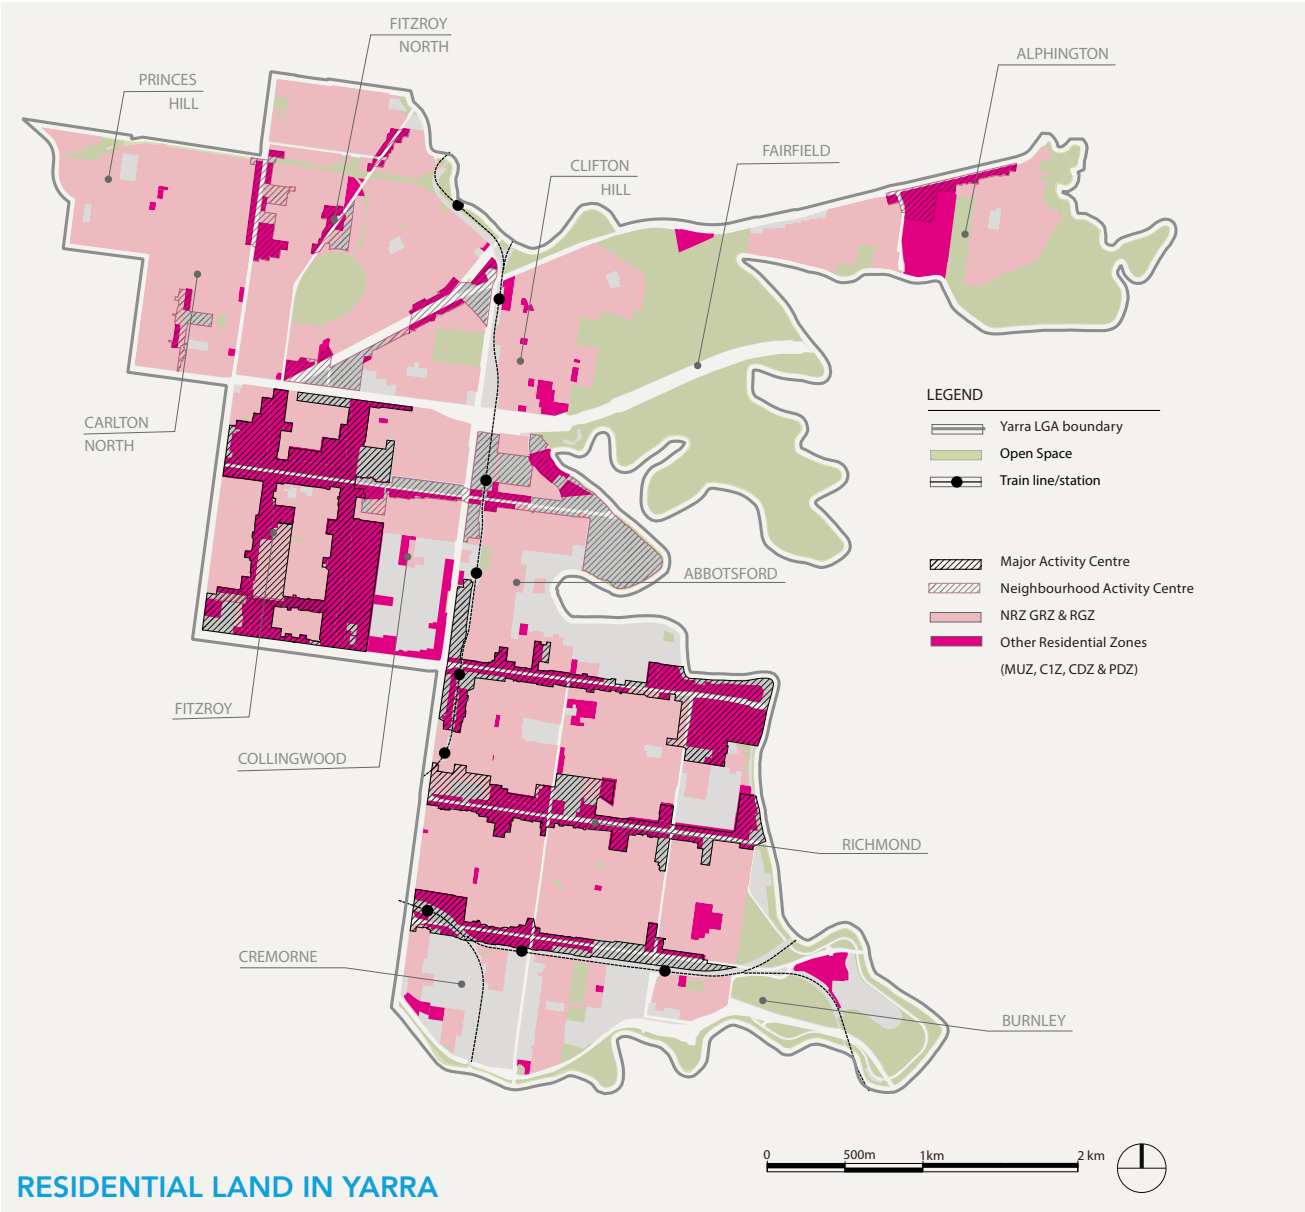 FITZROY
NORTH
PRINCES
HILL
ALPHINGTON
CLIFTON
HILL
FAIRFIELD
CARLTON
NORTH
LEGEND
Yarra LGA boundary
Open Space
Train line/station
Major Activity Centre
Neighbourhood Activity Centre
NRZ GRZ & RGZ
Other Residential Zones
(MUZ, C1Z, CDZ & PDZ)
ABBOTSFORD
FITZROY
COLLINGWOOD
RICHMOND
CREMORNE
BURNLEY
0 500m 1km 2 km
RESIDENTIAL LAND IN YARRA